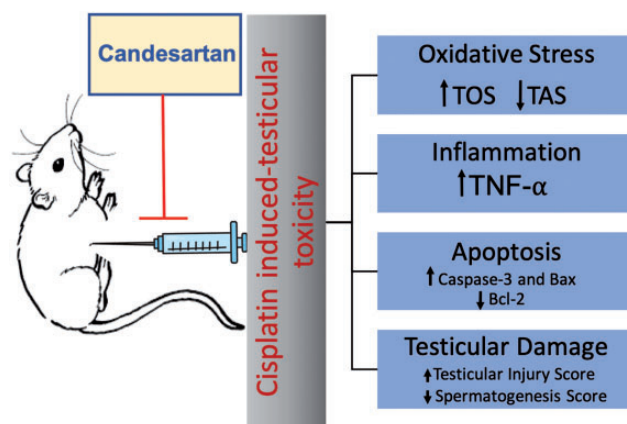 Candesartan
Cisplatin induced-testicular
toxicity
Oxidative Stress
↑TOS ↓TAS
Inflammation
↑TNF-α
Apoptosis
↑ Caspase-3 and Bax
↓ Bcl-2
Testicular Damage
↑Testicular Injury Score
↓Spermatogenesis Score